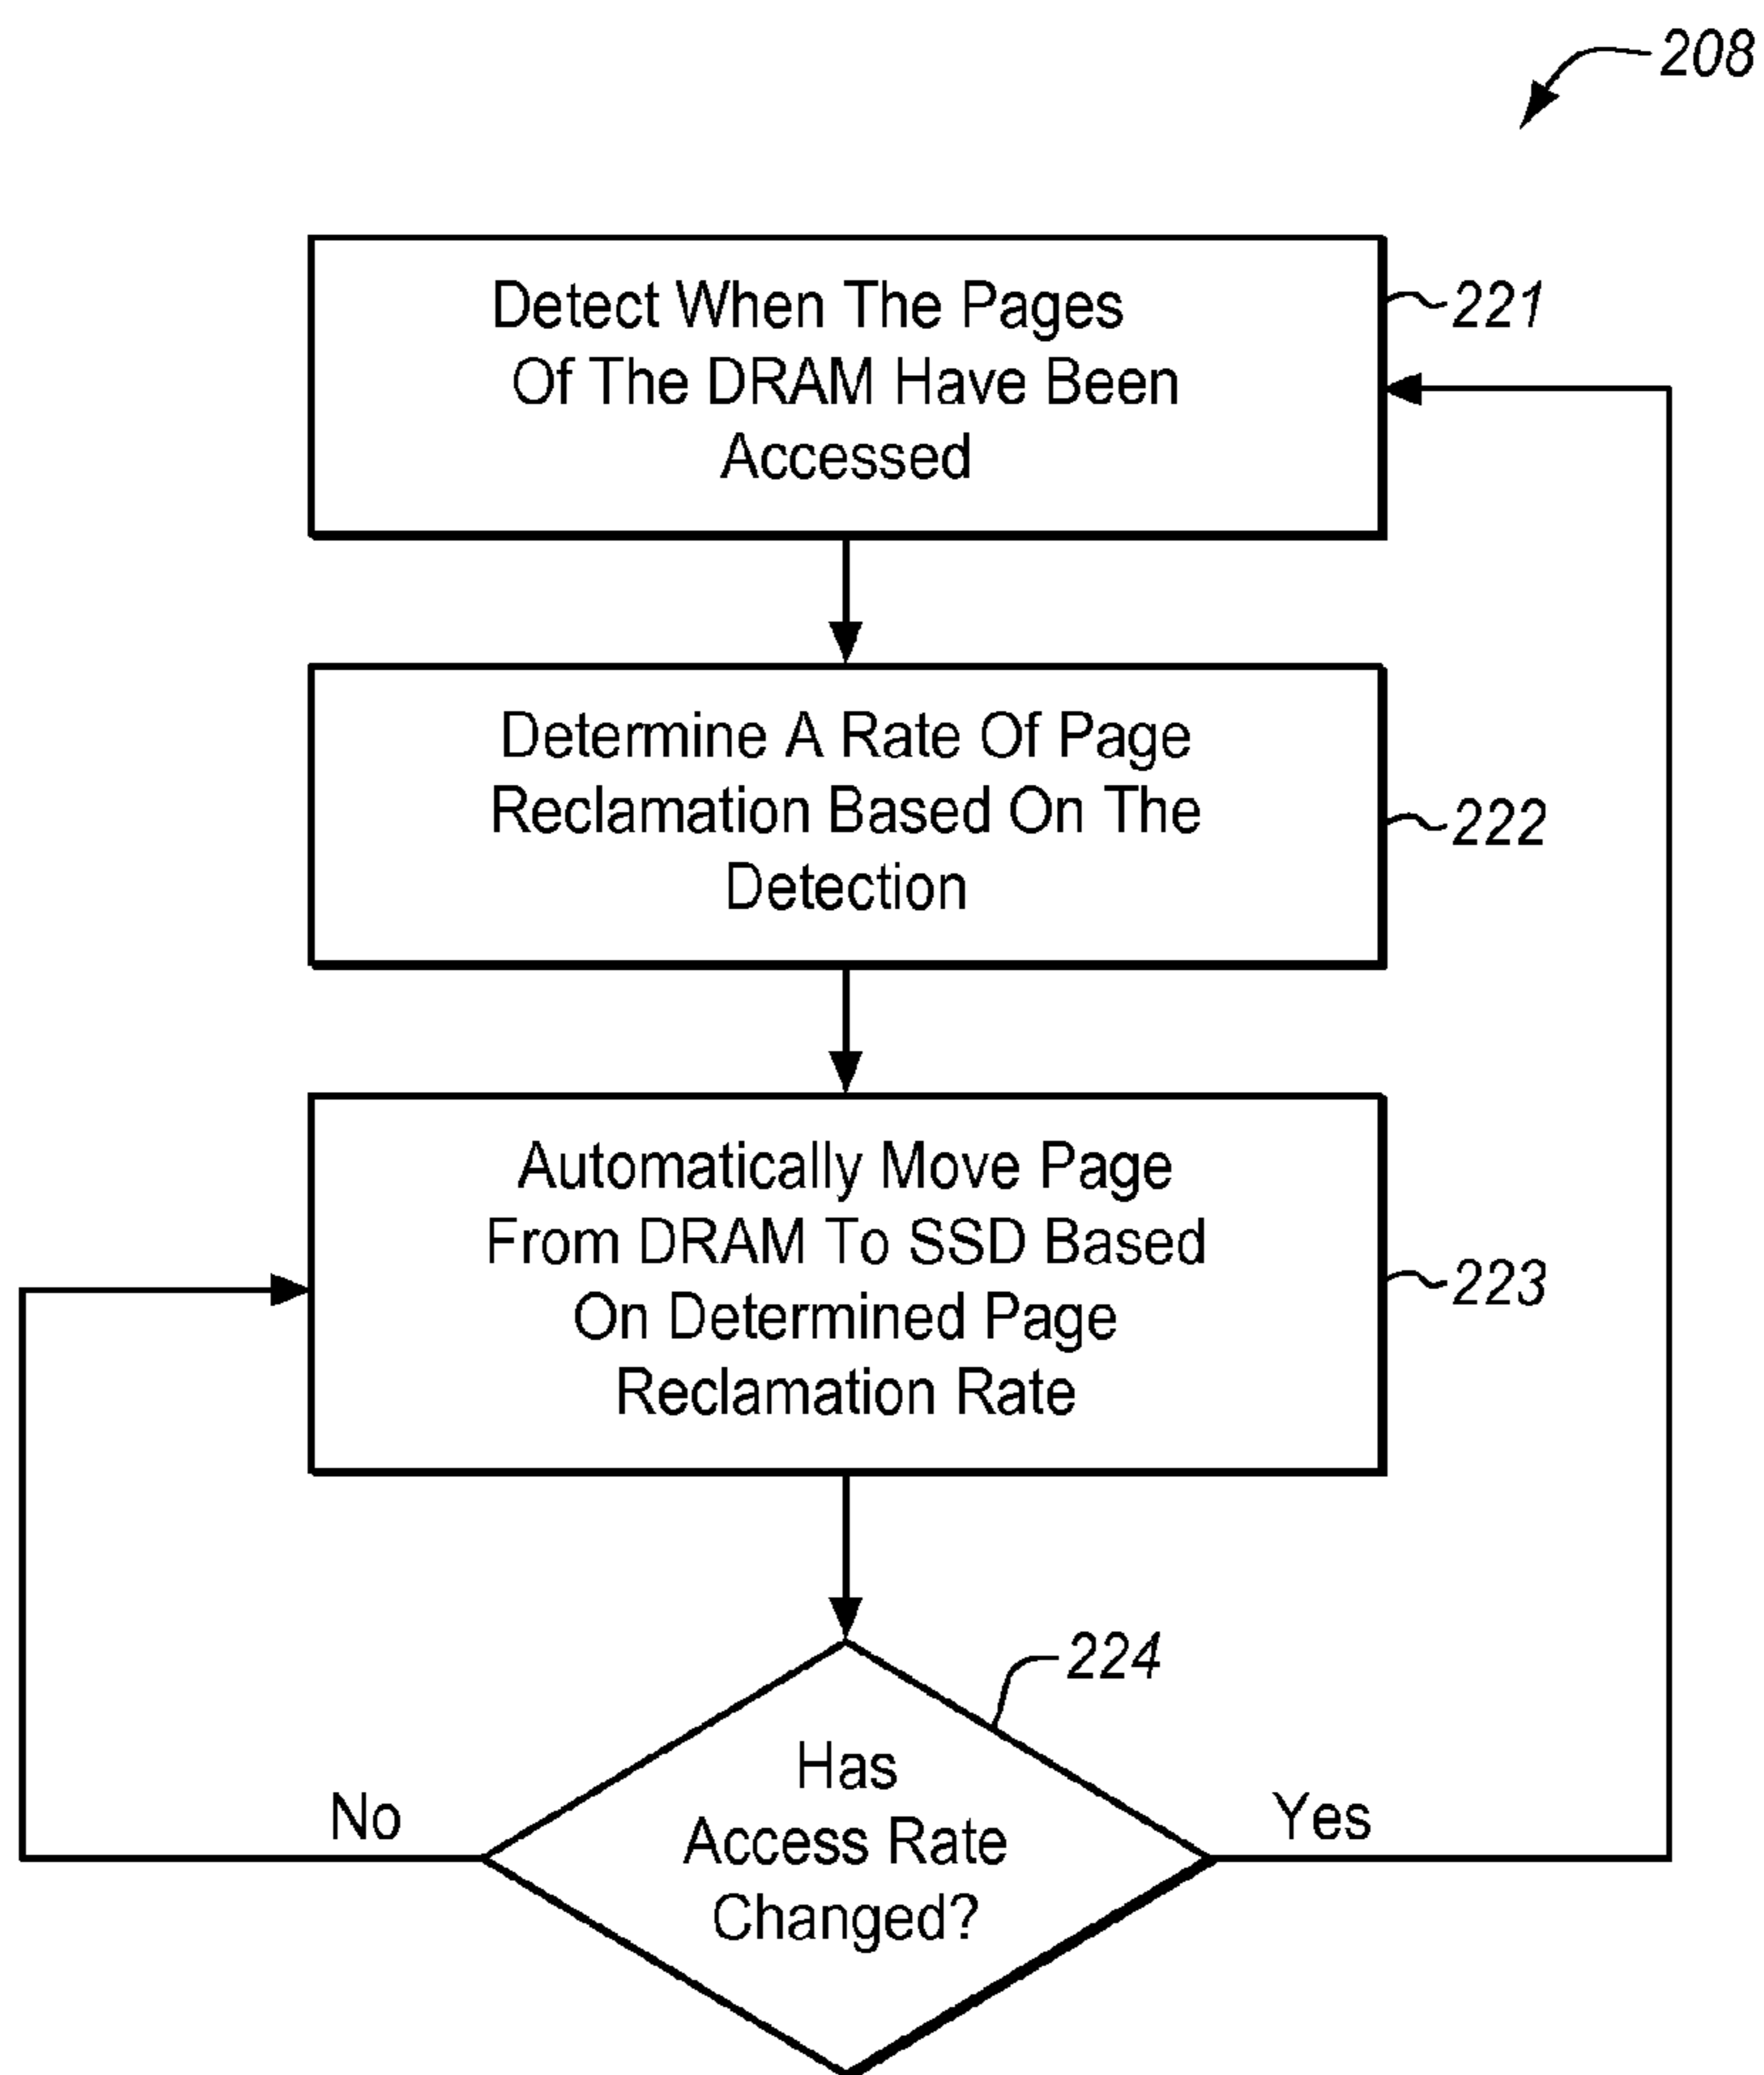 208
Detect When The Pages
Of The DRAM Have Been
Accessed
221
Determine A Rate Of Page
Reclamation Based On The
Detection
222
Automatically Move Page
From DRAM To SSD Based
On Determined Page
Reclamation Rate
223
224
Has
Access Rate
Changed?
No
Yes